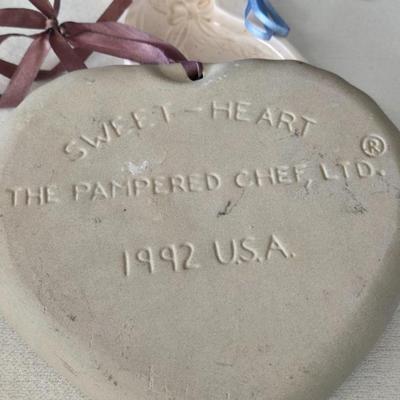 SWEET-HEART
THE PAMPERED CHEF, LTD.®
1992 U.S.A.